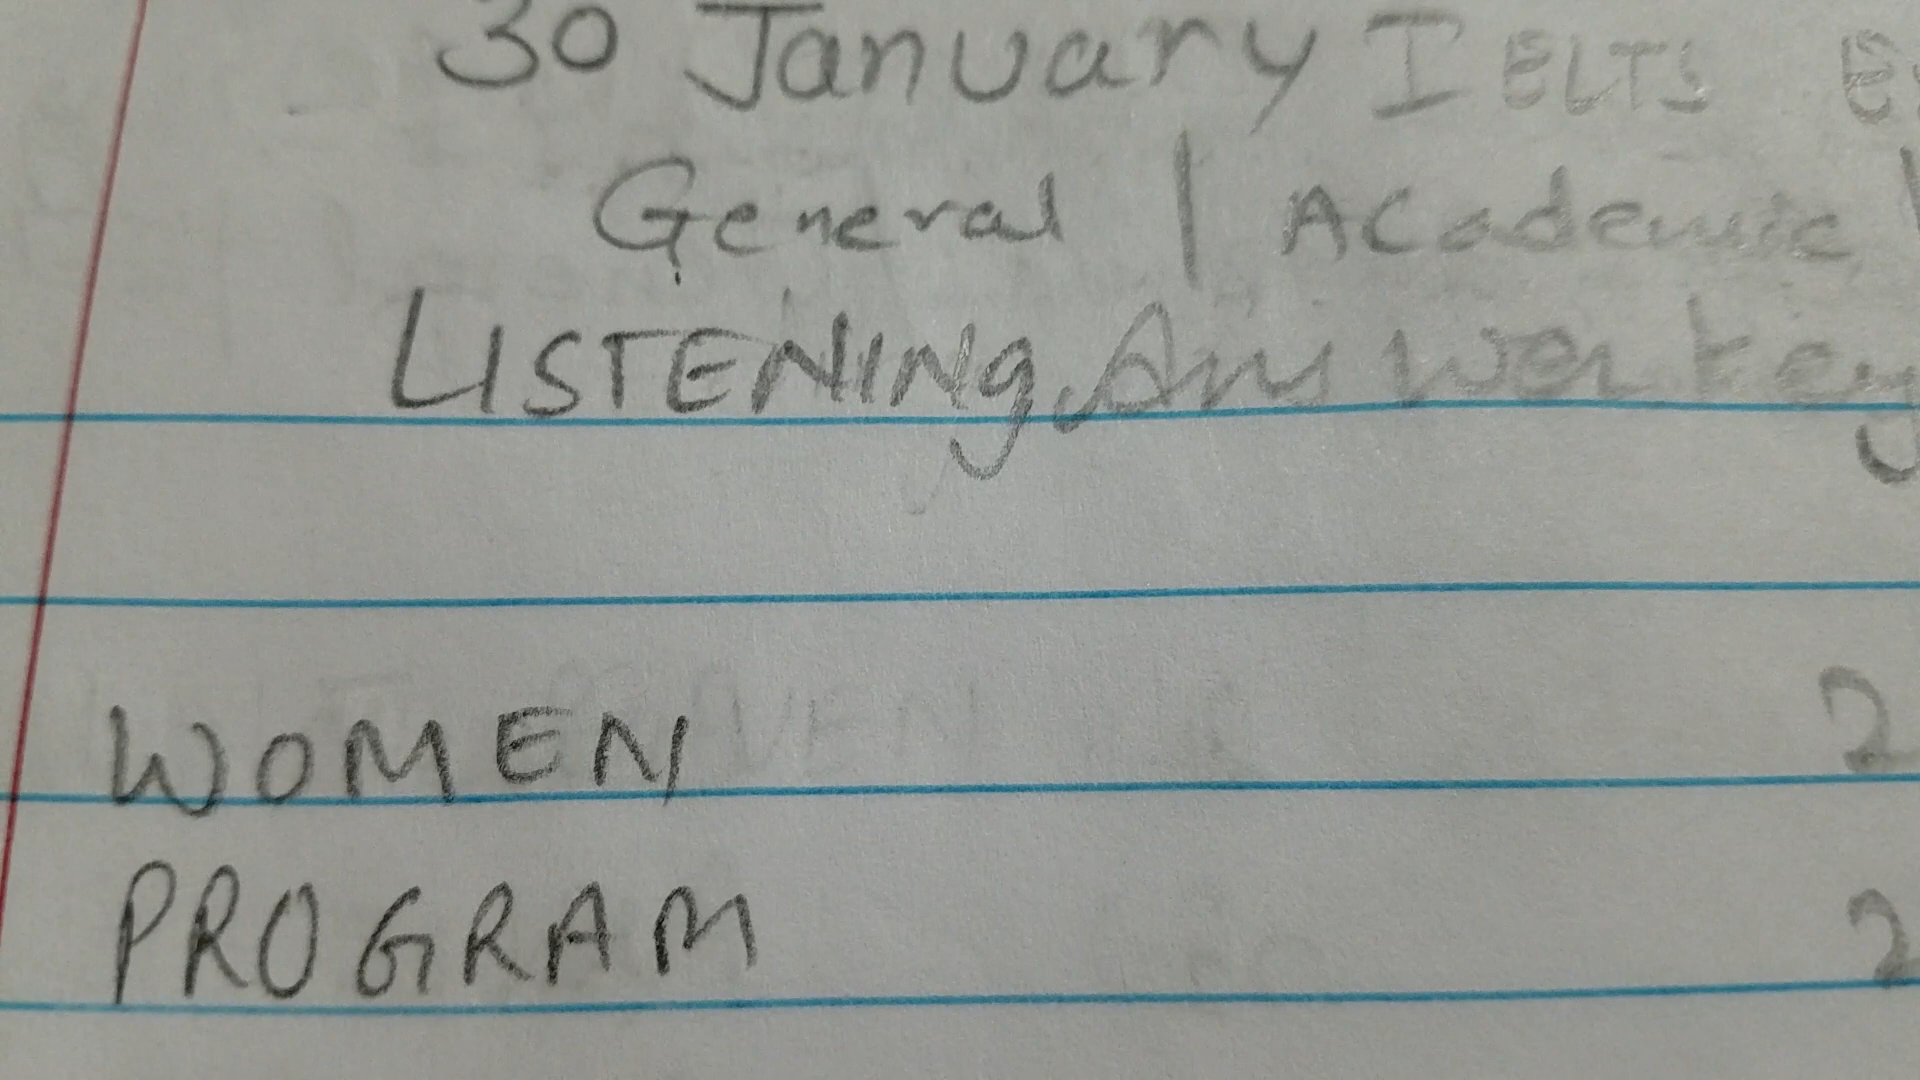 30 January IELTS
General | Academic |
LISTENING Answer key
WOMEN 2
PROGRAM 2